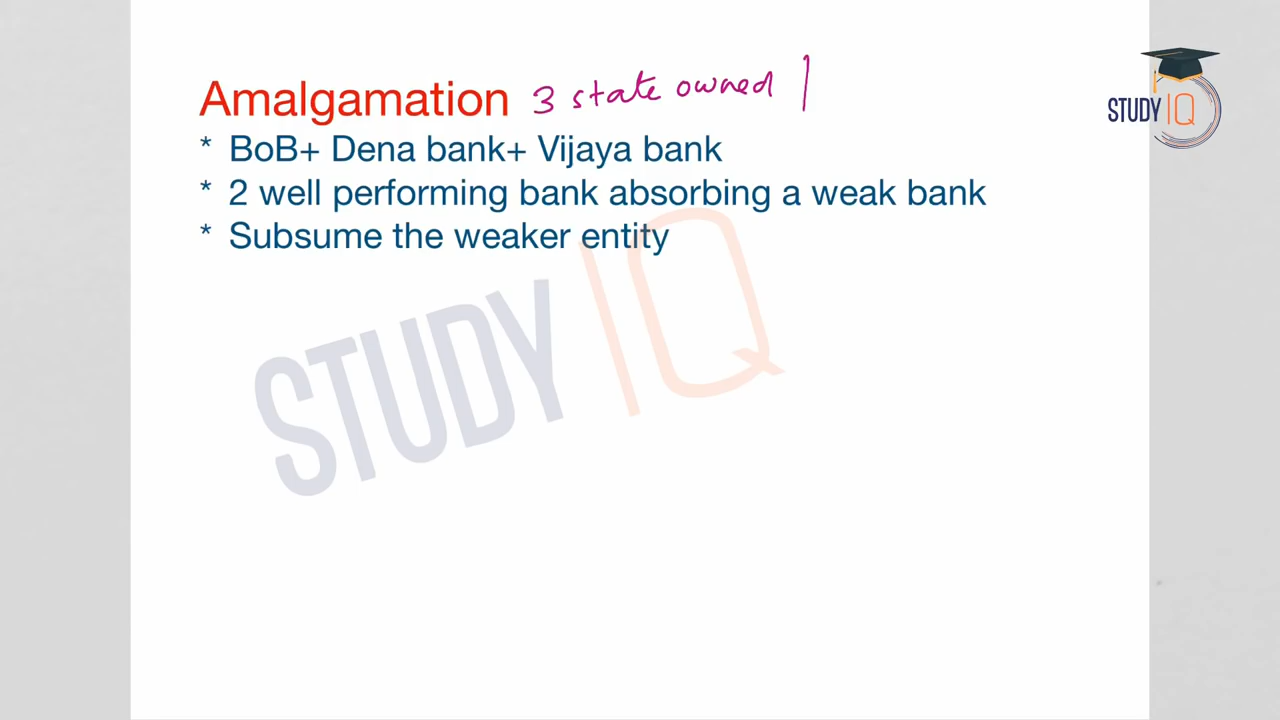 Amalgamation 3 state owned
* BoB+ Dena bank+ Vijaya bank
* 2 well performing bank absorbing a weak bank
* Subsume the weaker entity
STUDY IQ
STUDY IQ